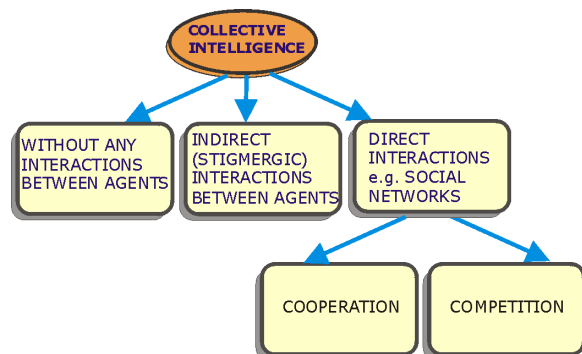 COLLECTIVE
INTELLIGENCE
WITHOUT ANY
INTERACTIONS
BETWEEN AGENTS
INDIRECT
(STIGMERGIC)
INTERACTIONS
BETWEEN AGENTS
DIRECT
INTERACTIONS
e.g. SOCIAL
NETWORKS
COOPERATION
COMPETITION